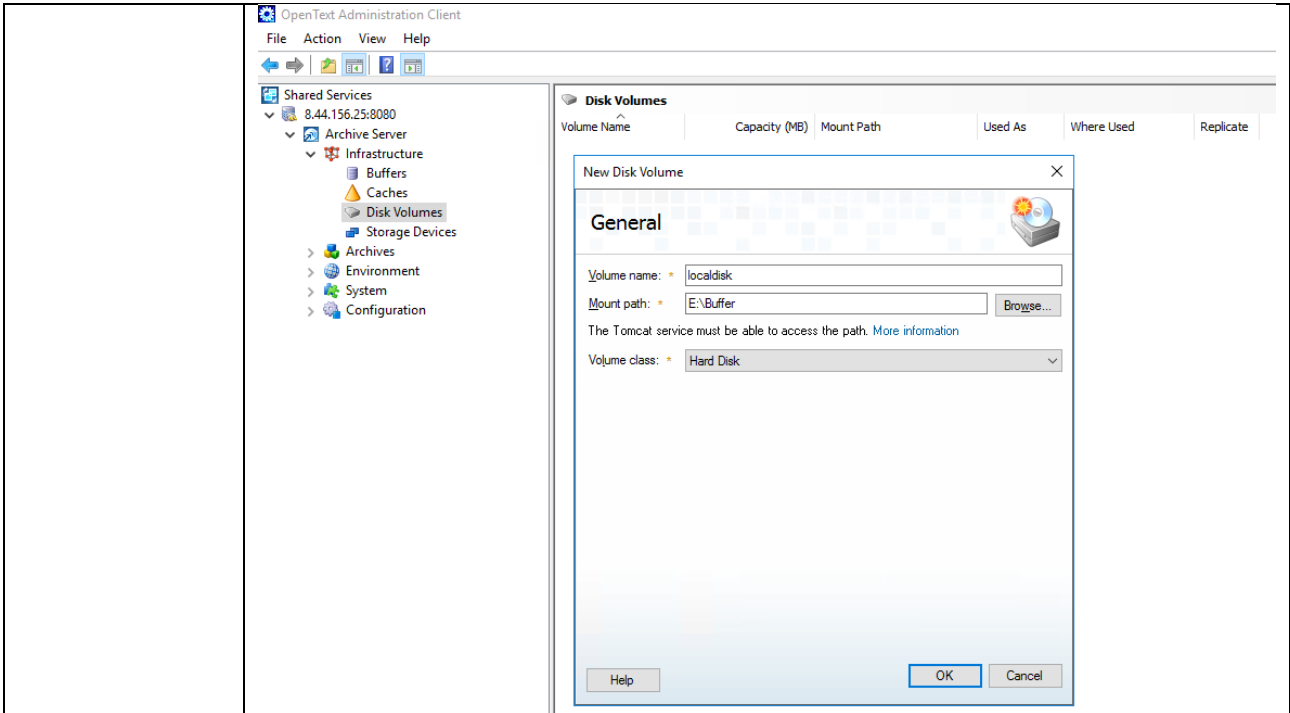 OpenText Administration Client
File Action View Help
Shared Services
8.44.156.25:8080
Archive Server
Infrastructure
Buffers
Caches
Disk Volumes
Storage Devices
Archives
Environment
System
Configuration
Disk Volumes
Volume Name Capacity (MB) Mount Path Used As Where Used Replicate
New Disk Volume
General
Volume name: * localdisk
Mount path: * E:\Buffer Browse...
The Tomcat service must be able to access the path. More information
Volume class: * Hard Disk
Help OK Cancel